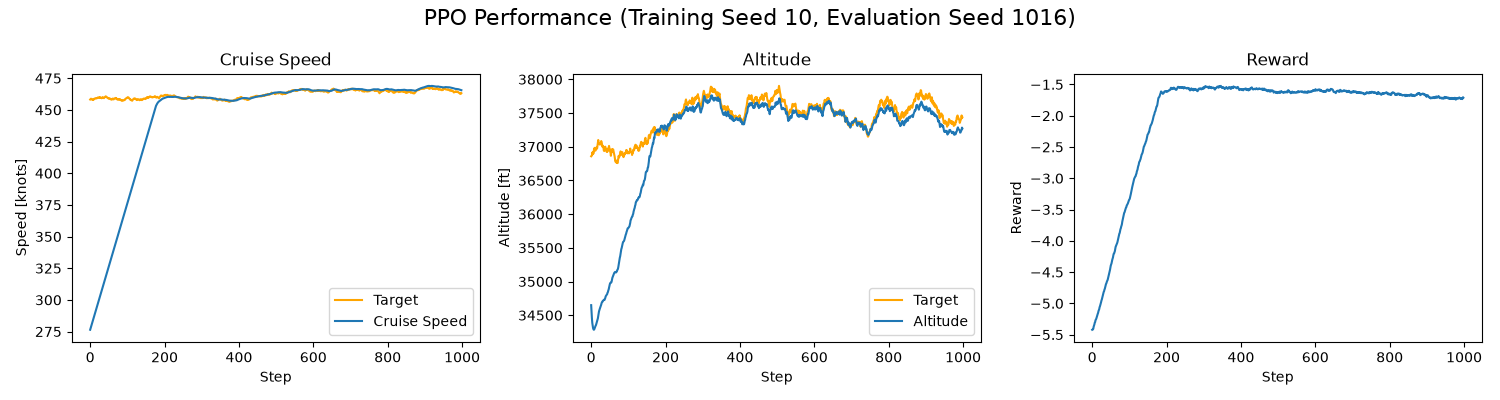 PPO Performance (Training Seed 10, Evaluation Seed 1016)
Cruise Speed
475
450
425
400
375
350
325
300
275
Speed [knots]
0 200 400 600 800 1000
Step
Target
Cruise Speed
Altitude
38000
37500
37000
36500
36000
35500
35000
34500
Altitude [ft]
0 200 400 600 800 1000
Step
Target
Altitude
Reward
−1.5
−2.0
−2.5
−3.0
−3.5
−4.0
−4.5
−5.0
−5.5
Reward
0 200 400 600 800 1000
Step